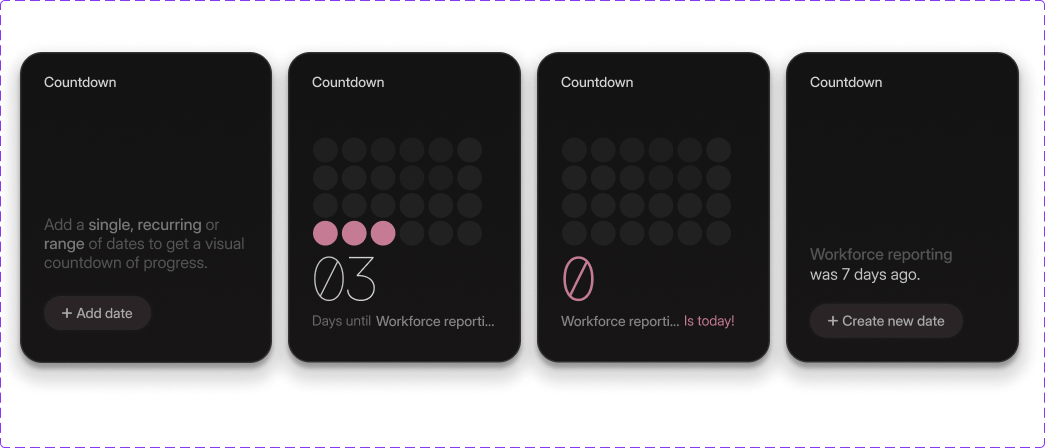 Countdown
Add a single, recurring or
range of dates to get a visual
countdown of progress.
+ Add date
Countdown
03
Days until Workforce reporti...
Countdown
0
Workforce reporti... Is today!
Countdown
Workforce reporting
was 7 days ago.
+ Create new date